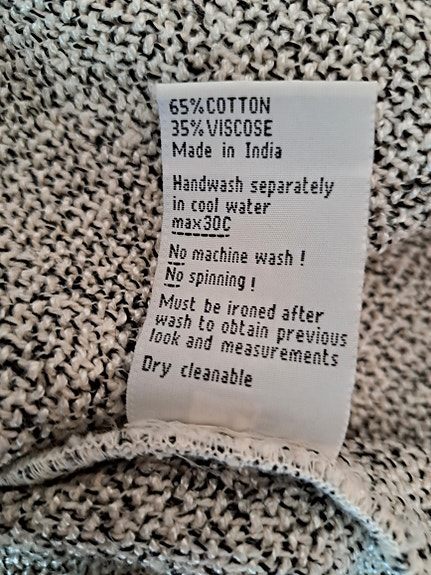 65%COTTON
35%VISCOSE
Made in India
Handwash separately
in cool water
max30C
No machine wash !
No spinning !
Must be ironed after
wash to obtain previous
look and measurements
Dry cleanable